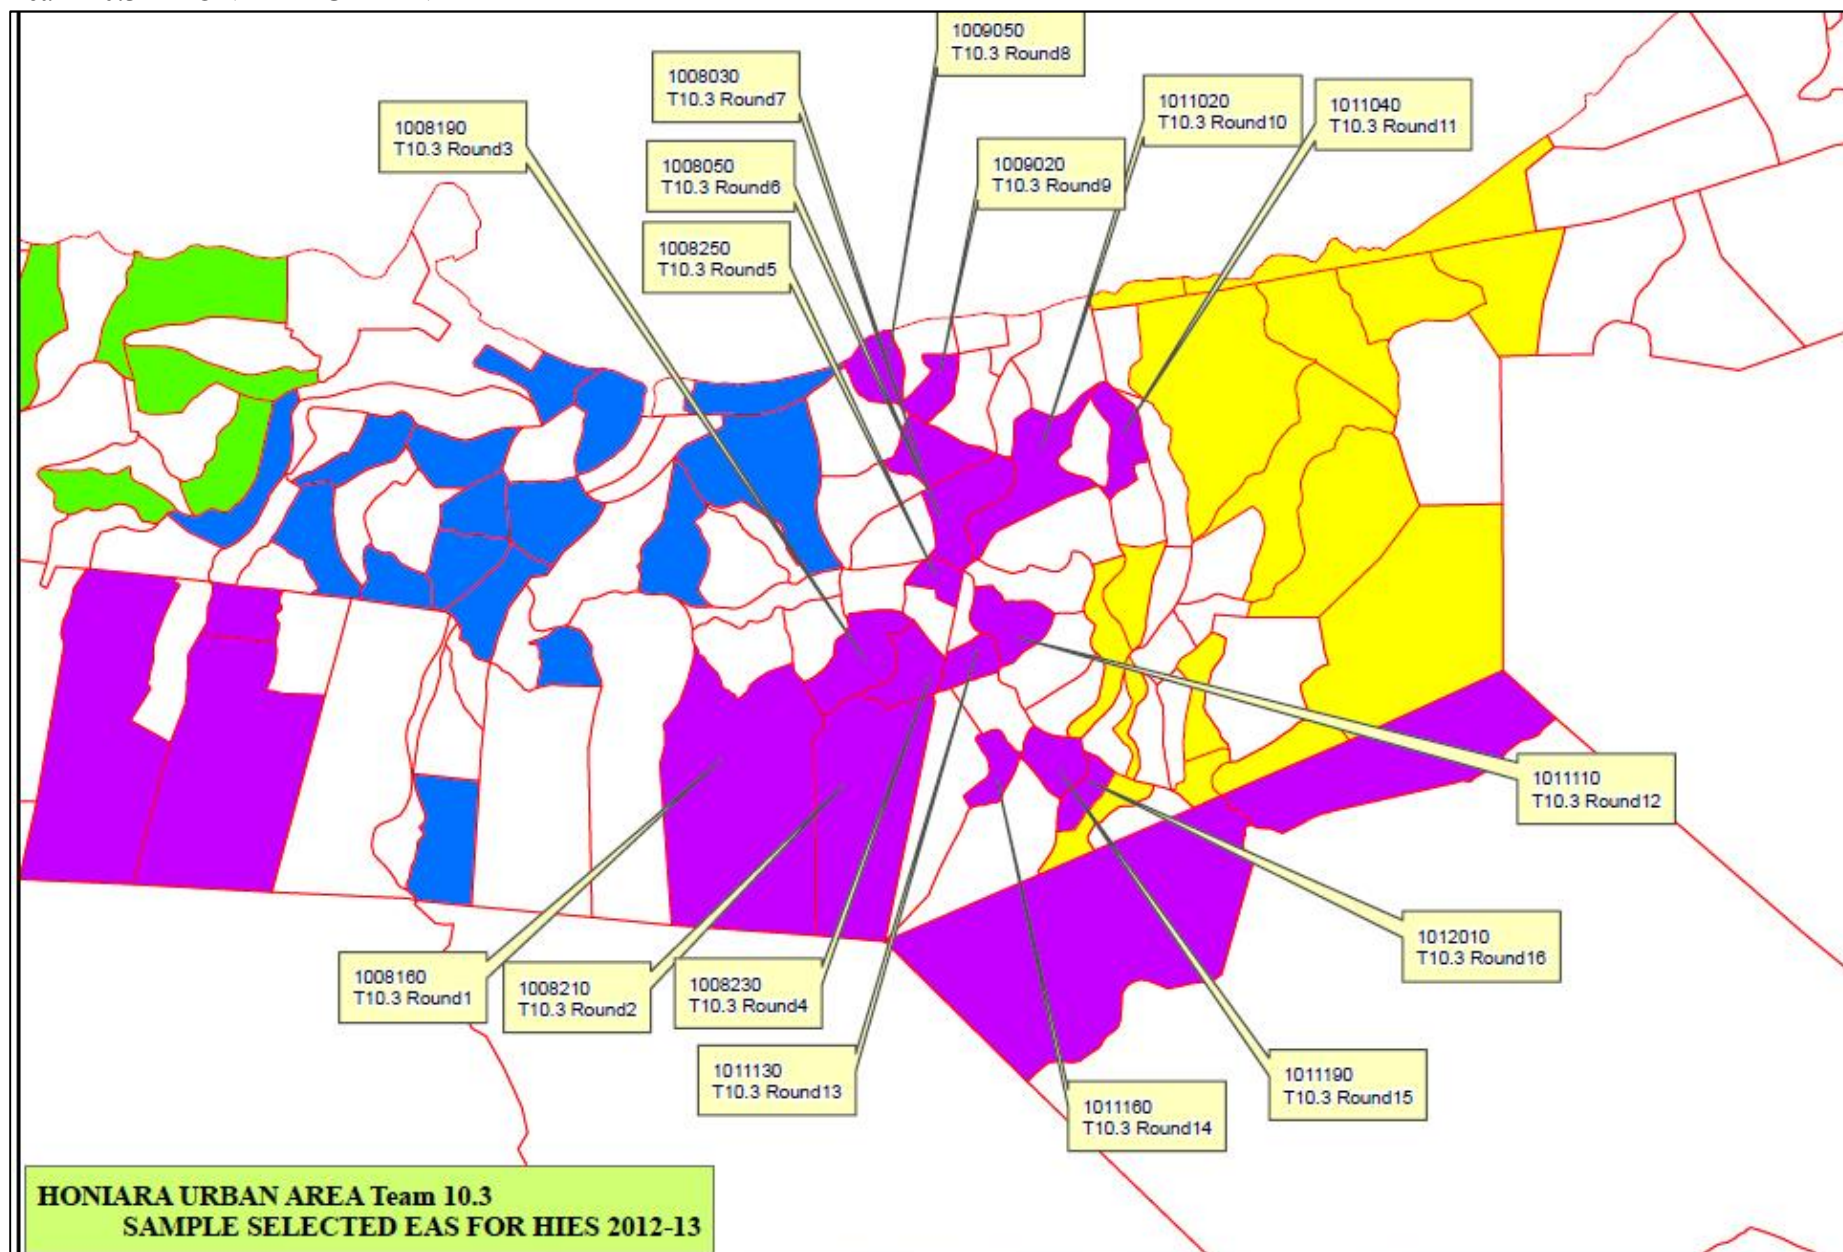 1009050
T10.3 Round8
1008030
T10.3 Round7
1011020
T10.3 Round10
1011040
T10.3 Round11
1008190
T10.3 Round3
1008050
T10.3 Round6
1009020
T10.3 Round9
1008250
T10.3 Round5
1011110
T10.3 Round12
1012010
T10.3 Round16
1008160
T10.3 Round1
1008210
T10.3 Round2
1008230
T10.3 Round4
1011130
T10.3 Round13
1011190
T10.3 Round15
1011160
T10.3 Round14
HONIARA URBAN AREA Team 10.3
SAMPLE SELECTED EAS FOR HIES 2012-13